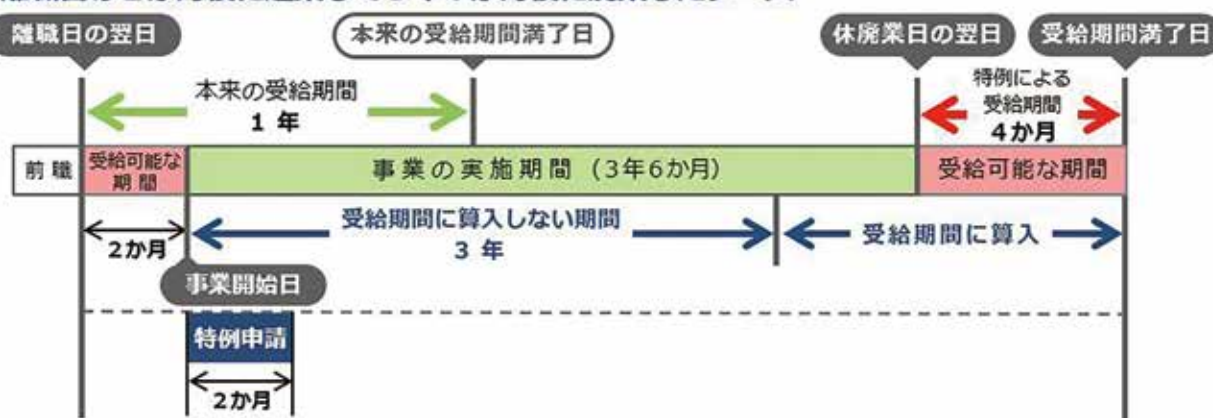 離職日の翌日
本来の受給期間満了日
休廃業日の翌日
受給期間満了日
本来の受給期間
1 年
特例による
受給期間
4か月
前職
受給可能な
期間
事業の実施期間（3年6か月）
受給可能な期間
2か月
受給期間に算入しない期間
3 年
受給期間に算入
事業開始日
特例申請
2か月